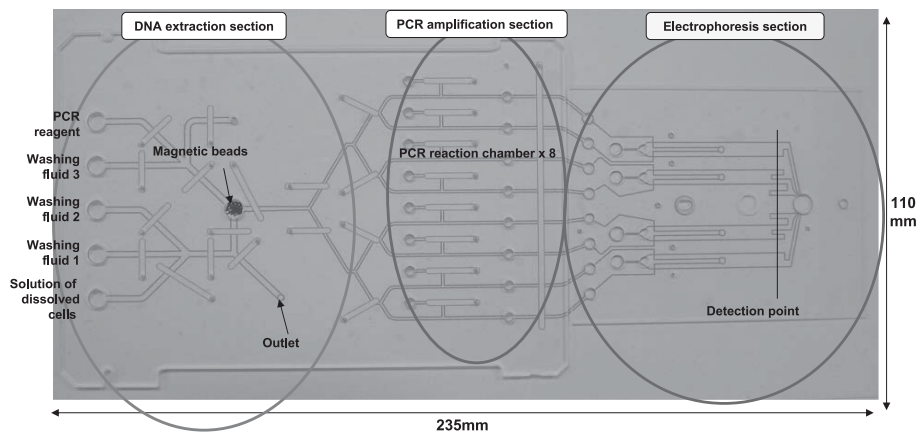 DNA extraction section
PCR amplification section
Electrophoresis section
PCR
reagent
Washing
fluid 3
Washing
fluid 2
Washing
fluid 1
Solution of
dissolved
cells
Magnetic beads
Outlet
PCR reaction chamber x 8
Detection point
110
mm
235mm